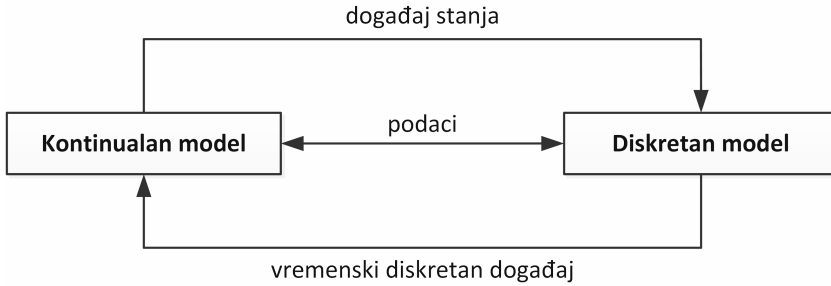 događaj stanja
Kontinualan model
podaci
Diskretan model
vremenski diskretan događaj